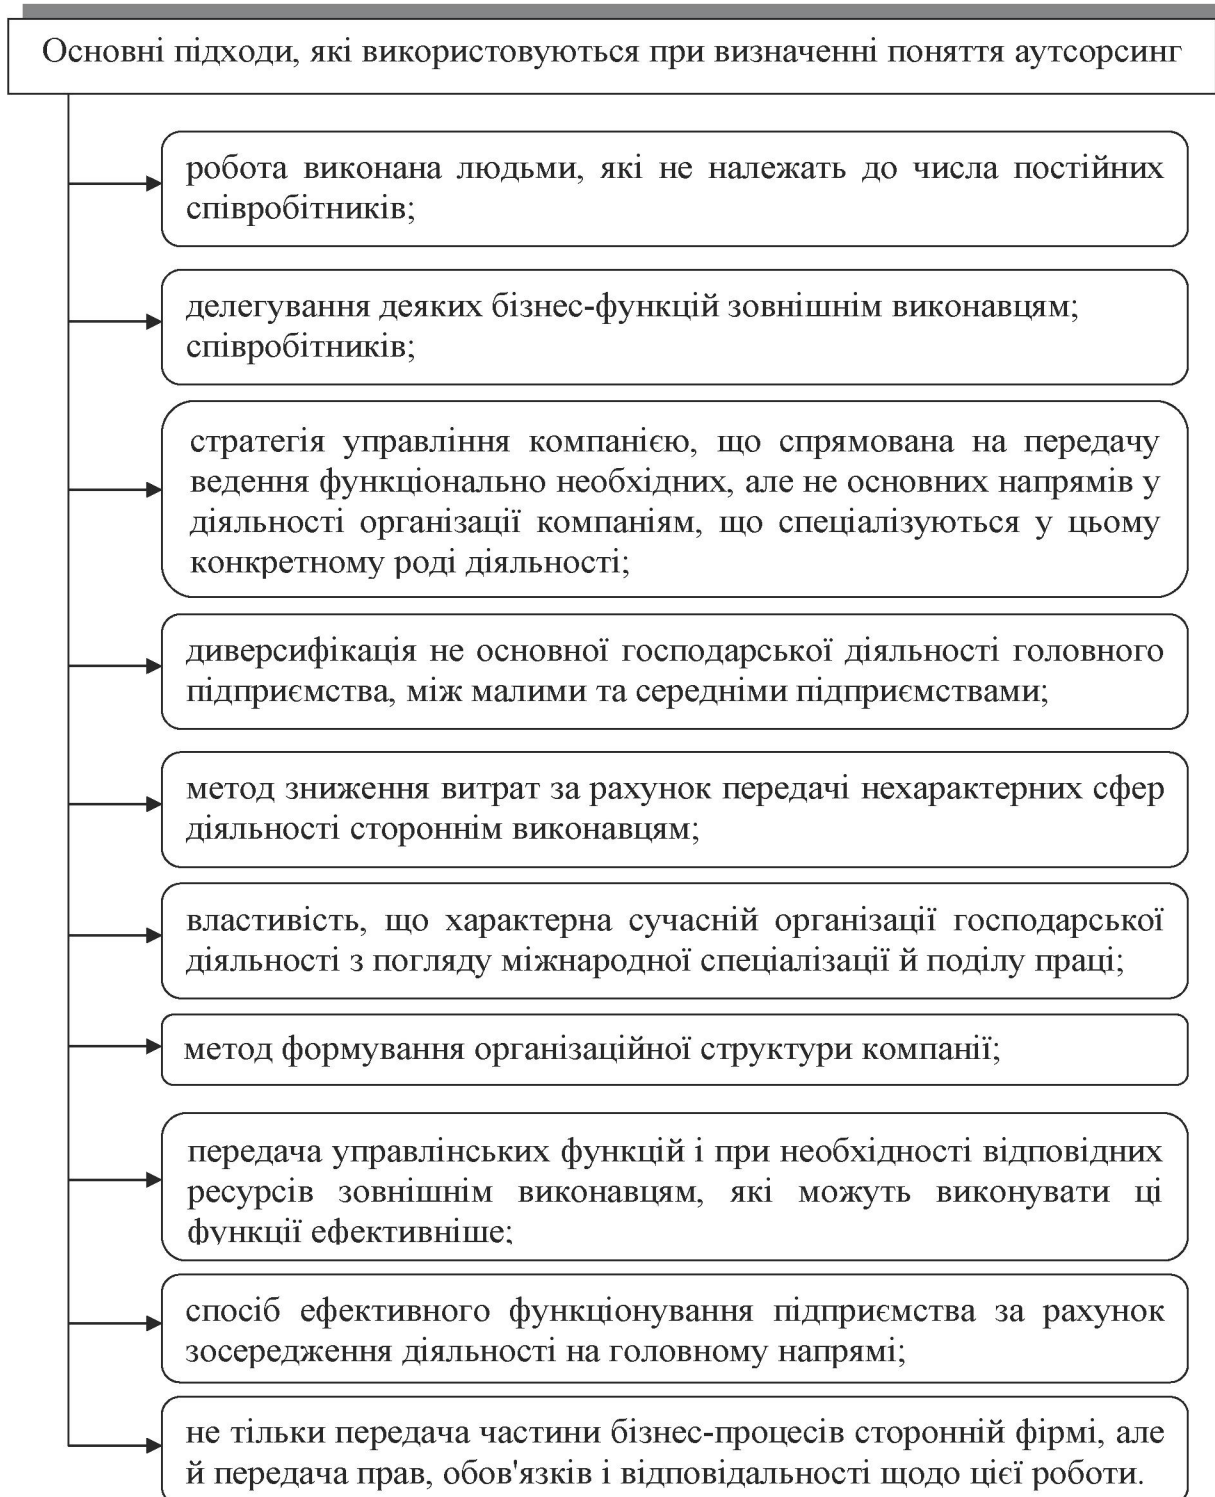 Основні підходи, які використовуються при визначенні поняття аутсорсинг
робота виконана людьми, які не належать до числа постійних
співробітників;
делегування деяких бізнес-функцій зовнішнім виконавцям;
співробітників;
стратегія управління компанією, що спрямована на передачу
ведення функціонально необхідних, але не основних напрямів у
діяльності організації компаніям, що спеціалізуються у цьому
конкретному роді діяльності;
диверсифікація не основної господарської діяльності головного
підприємства, між малими та середніми підприємствами;
метод зниження витрат за рахунок передачі нехарактерних сфер
діяльності стороннім виконавцям;
властивість, що характерна сучасній організації господарської
діяльності з погляду міжнародної спеціалізації й поділу праці;
метод формування організаційної структури компанії;
передача управлінських функцій і при необхідності відповідних
ресурсів зовнішнім виконавцям, які можуть виконувати ці
функції ефективніше;
спосіб ефективного функціонування підприємства за рахунок
зосередження діяльності на головному напрямі;
не тільки передача частини бізнес-процесів сторонній фірмі, але
й передача прав, обов'язків і відповідальності щодо цієї роботи.